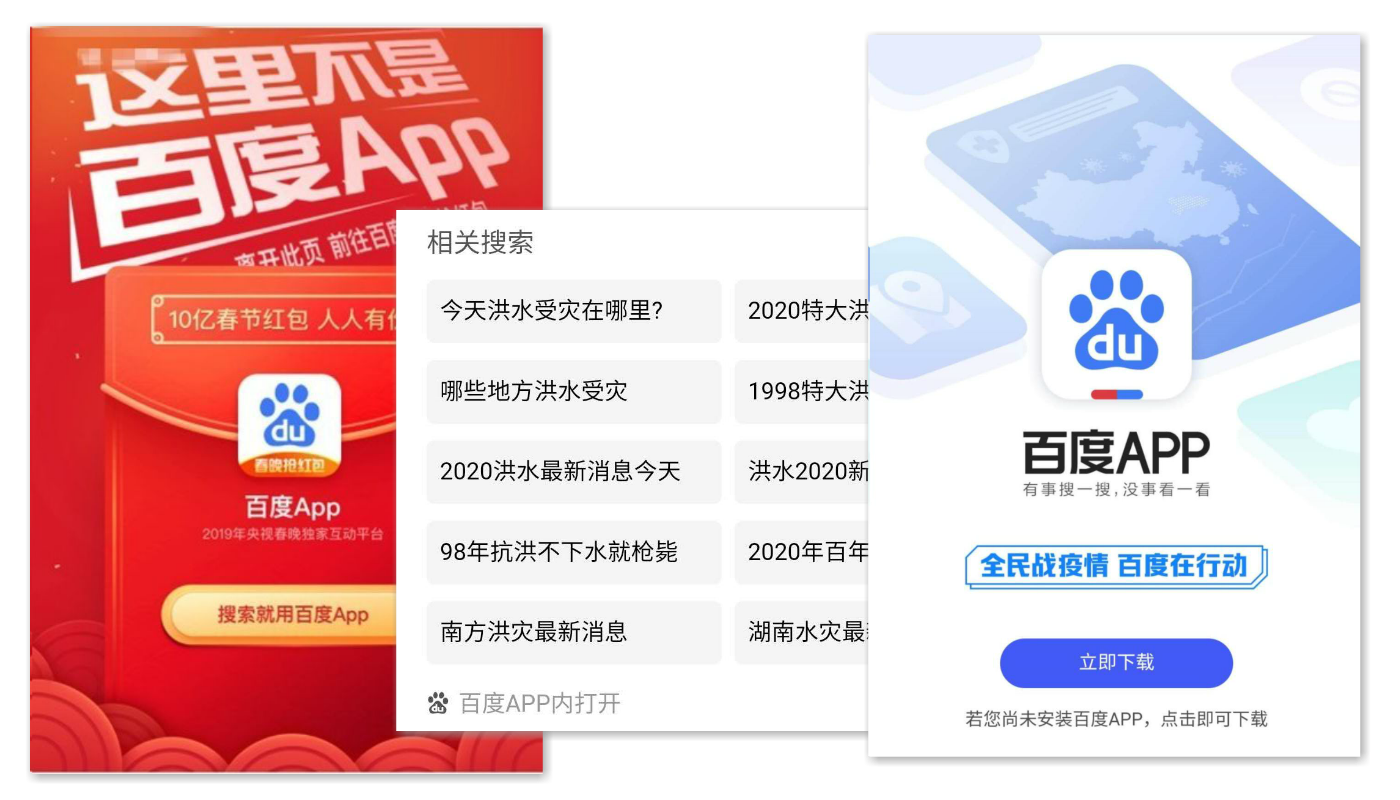 这里不是
百度App
离开此页 前往百度
10亿春节红包 人人有份
du
春晚抢红包
百度App
2019年央视春晚独家互动平台
搜索就用百度App
相关搜索
今天洪水受灾在哪里?
2020特大洪
哪些地方洪水受灾
1998特大洪
2020洪水最新消息今天
洪水2020新
98年抗洪不下水就枪毙
2020年百年
南方洪灾最新消息
湖南水灾最
百度APP内打开
du
百度APP
有事搜一搜,没事看一看
全民战疫情 百度在行动
立即下载
若您尚未安装百度APP，点击即可下载